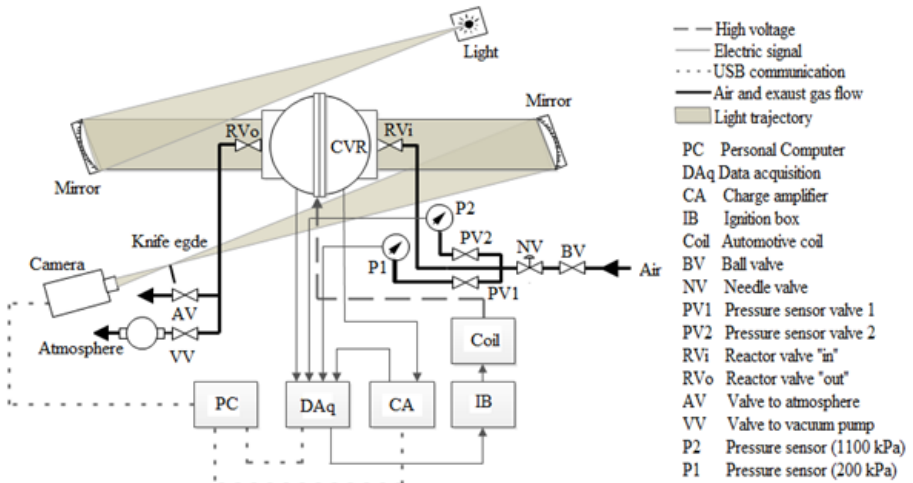 Light
Mirror
Mirror
RVo
CVR
RVi
Knife egde
Camera
P2
P1
PV2
PV1
NV
BV
Air
AV
Atmosphere
VV
Coil
PC
DAq
CA
IB
High voltage
Electric signal
USB communication
Air and exaust gas flow
Light trajectory
PC Personal Computer
DAq Data acquisition
CA Charge amplifier
IB Ignition box
Coil Automotive coil
BV Ball valve
NV Needle valve
PV1 Pressure sensor valve 1
PV2 Pressure sensor valve 2
RVi Reactor valve "in"
RVo Reactor valve "out"
AV Valve to atmosphere
VV Valve to vacuum pump
P2 Pressure sensor (1100 kPa)
P1 Pressure sensor (200 kPa)